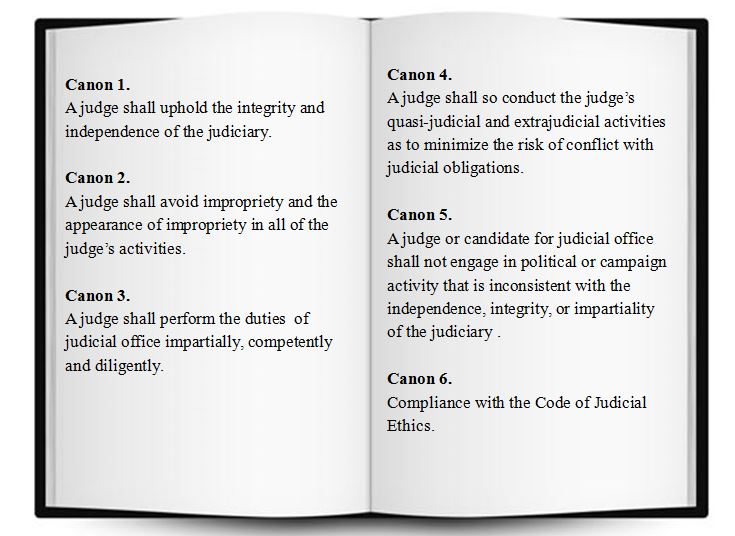 Canon 1.
A judge shall uphold the integrity and
independence of the judiciary.
Canon 2.
A judge shall avoid impropriety and the
appearance of impropriety in all of the
judge's activities.
Canon 3.
A judge shall perform the duties  of
judicial office impartially, competently
and diligently.
Canon 4.
A judge shall so conduct the judge's
quasi-judicial and extrajudicial activities
as to minimize the risk of conflict with
judicial obligations.
Canon 5.
A judge or candidate for judicial office
shall not engage in political or campaign
activity that is inconsistent with the
independence, integrity, or impartiality
of the judiciary .
Canon 6.
Compliance with the Code of Judicial
Ethics.